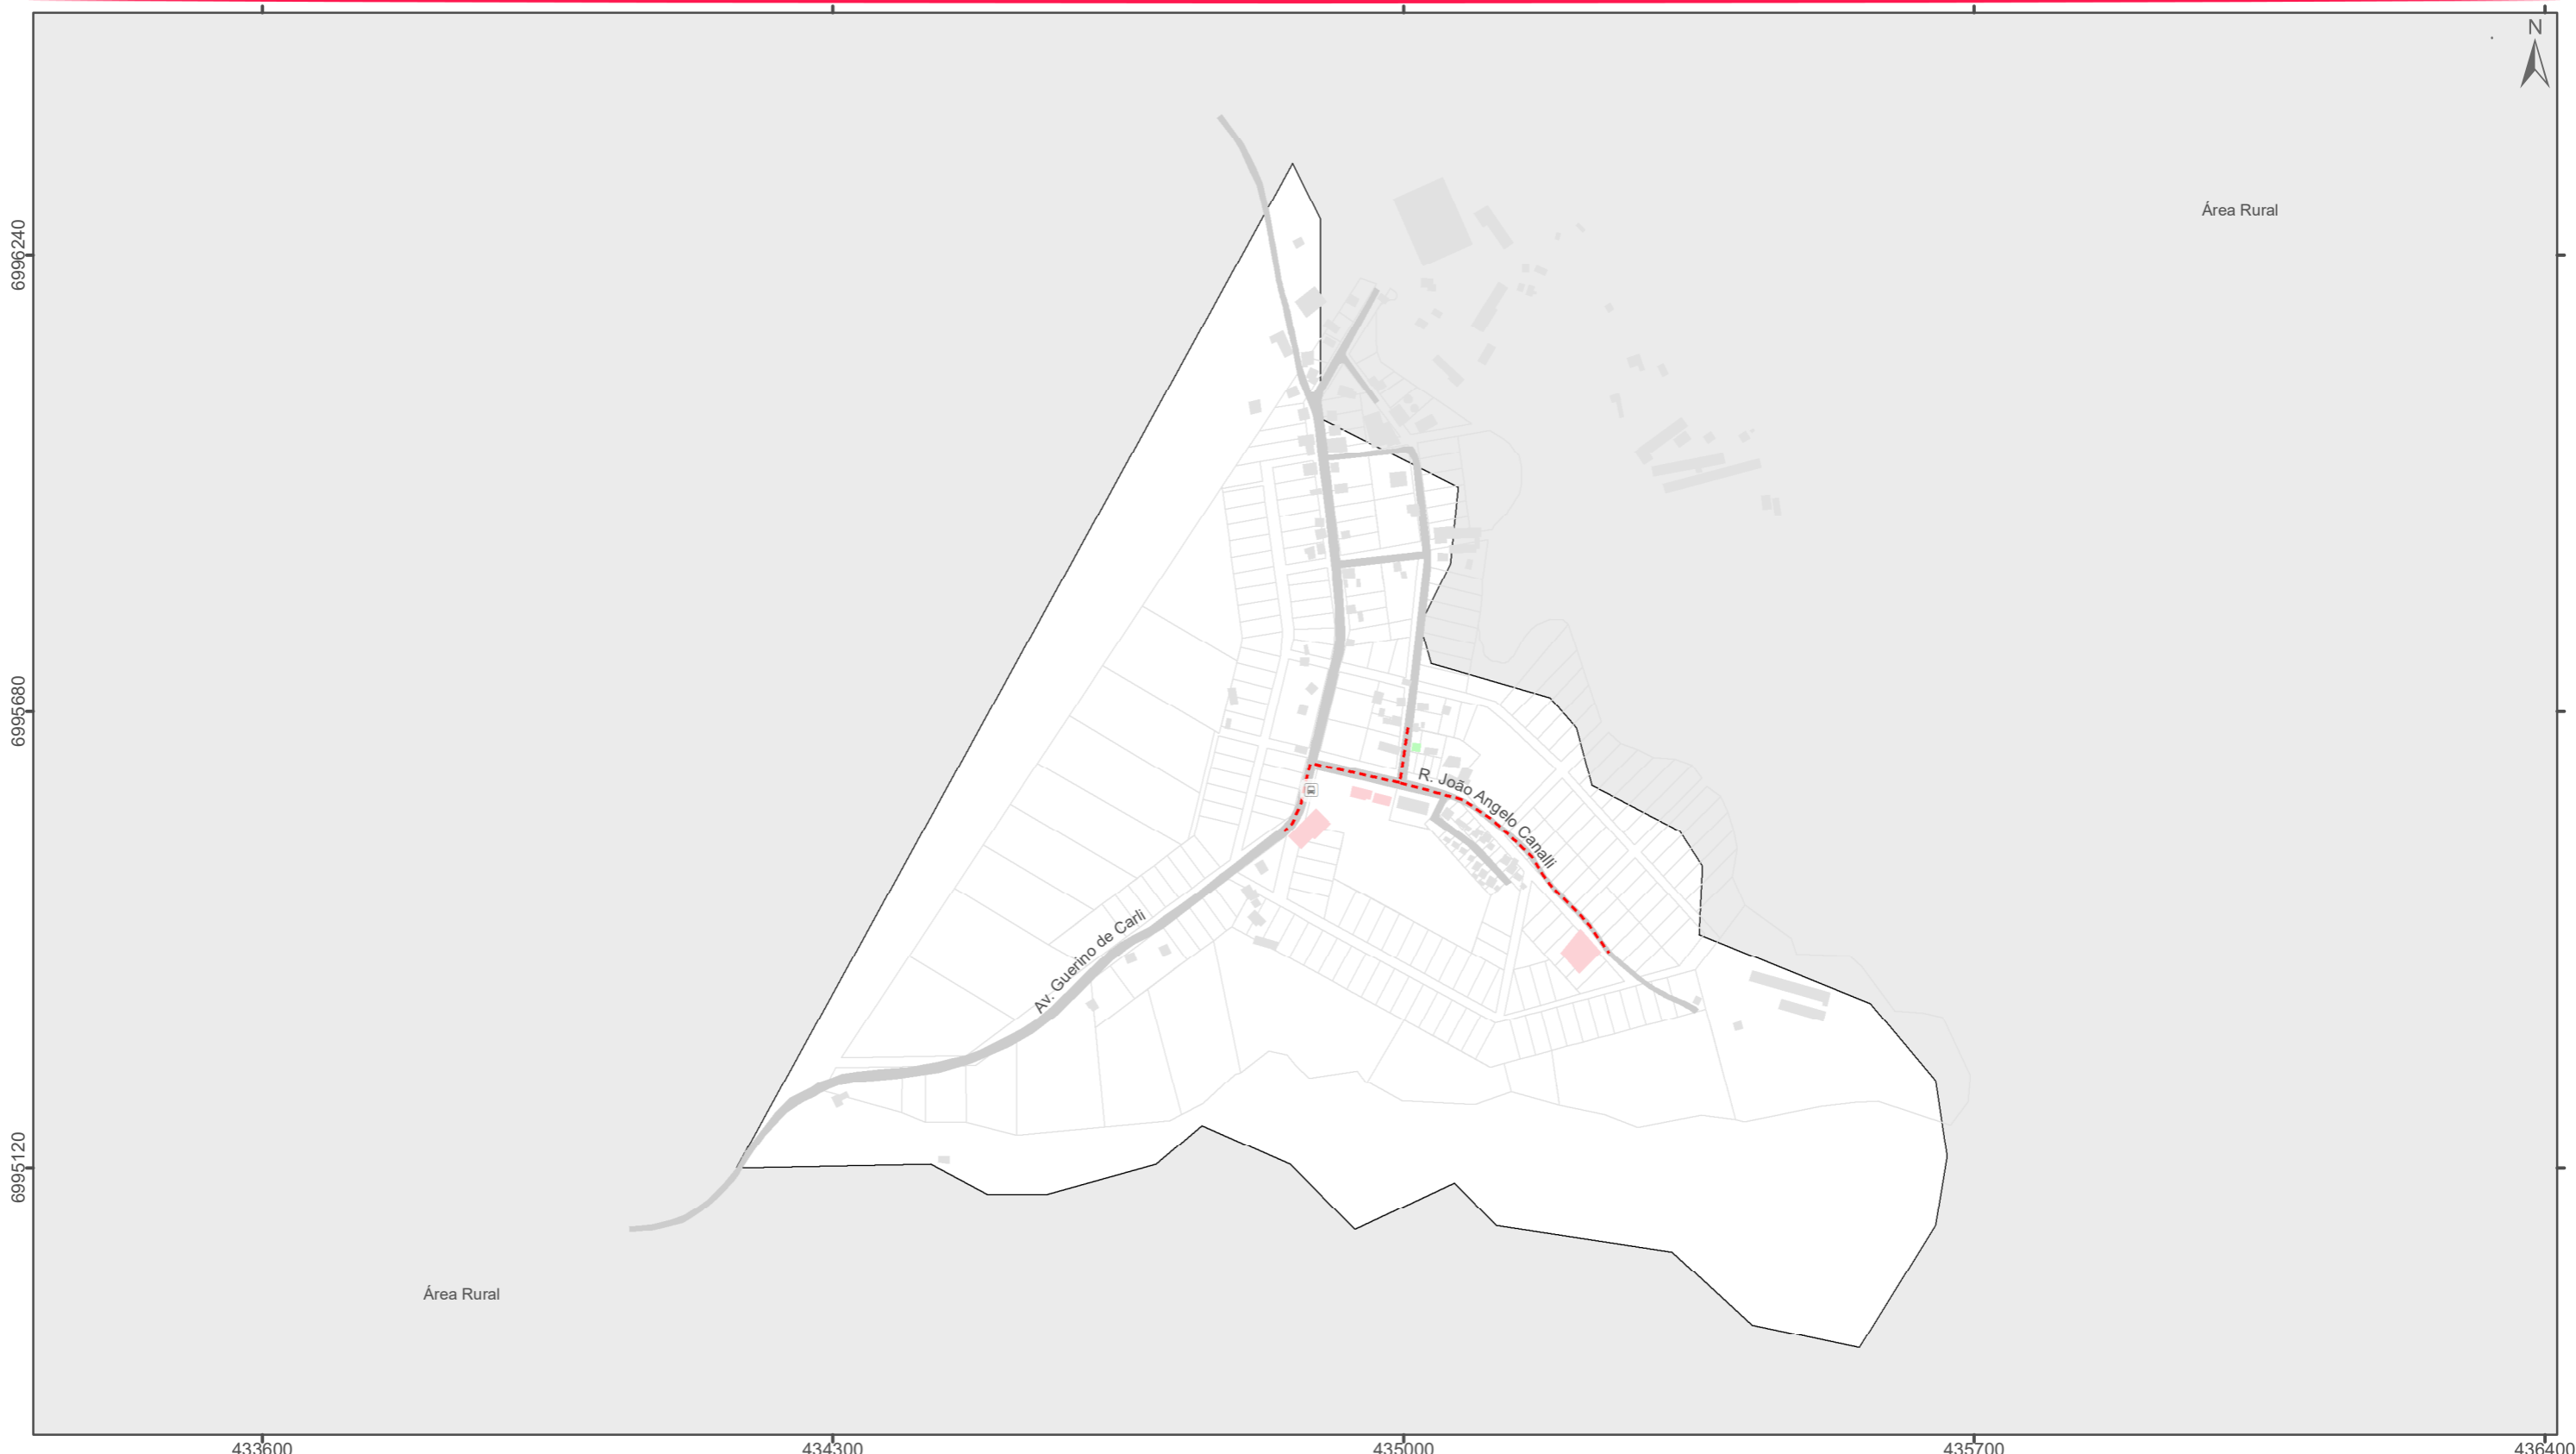 N
Área Rural
6996240
6995680
R. João Angelo Canalli
Av. Guerino de Carli
6995120
Área Rural
433600
434300
435000
435700
436400